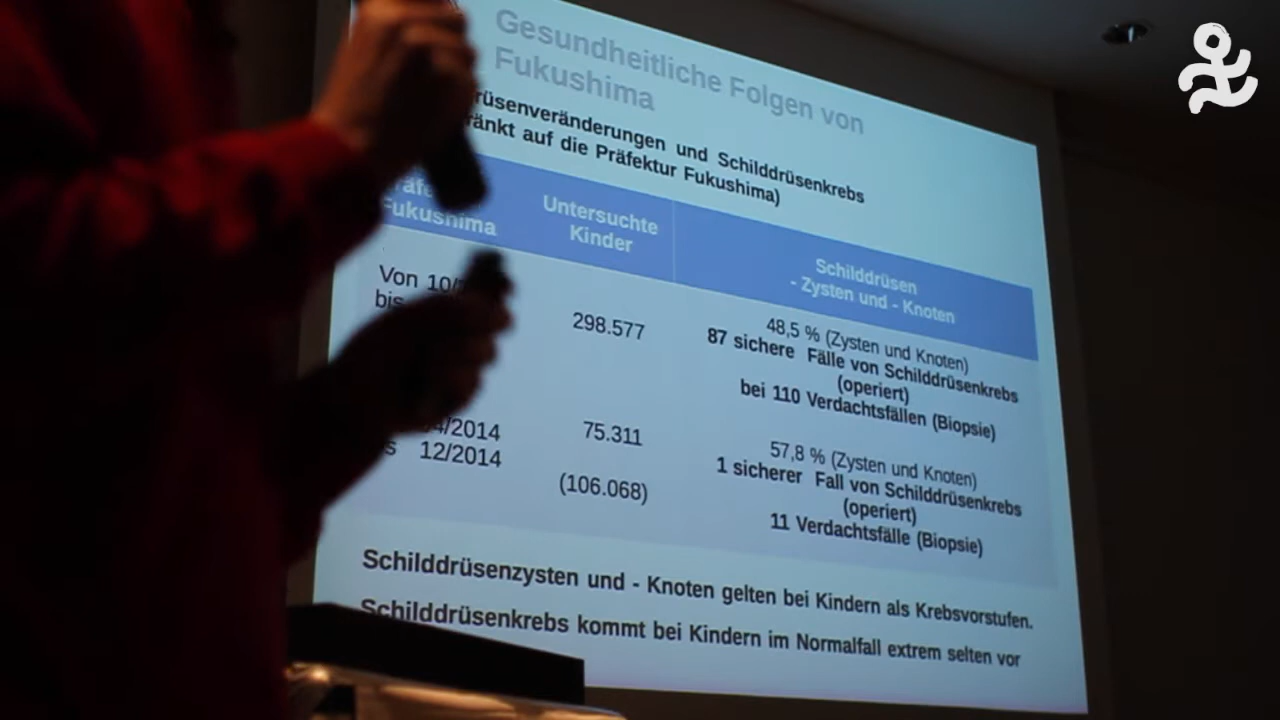 Gesundheitliche Folgen von
Fukushima
rüsenveränderungen und Schilddrüsenkrebs
ränkt auf die Präfektur Fukushima)
räfe
Fukushima
Untersuchte
Kinder
Schilddrüsen
- Zysten und - Knoten
Von 10/
bis
298.577
48,5 % (Zysten und Knoten)
87 sichere Fälle von Schilddrüsenkrebs
(operiert)
bei 110 Verdachtsfällen (Biopsie)
4/2014
s 12/2014
75.311
(106.068)
57,8 % (Zysten und Knoten)
1 sicherer Fall von Schilddrüsenkrebs
(operiert)
11 Verdachtsfälle (Biopsie)
Schilddrüsenzysten und - Knoten gelten bei Kindern als Krebsvorstufen.
Schilddrüsenkrebs kommt bei Kindern im Normalfall extrem selten vor